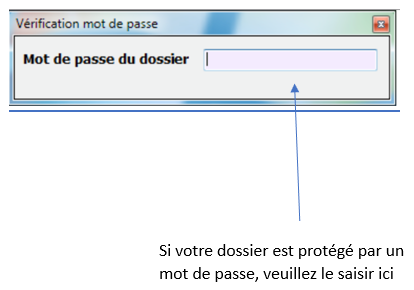 Vérification mot de passe
Mot de passe du dossier
Si votre dossier est protégé par un
mot de passe, veuillez le saisir ici